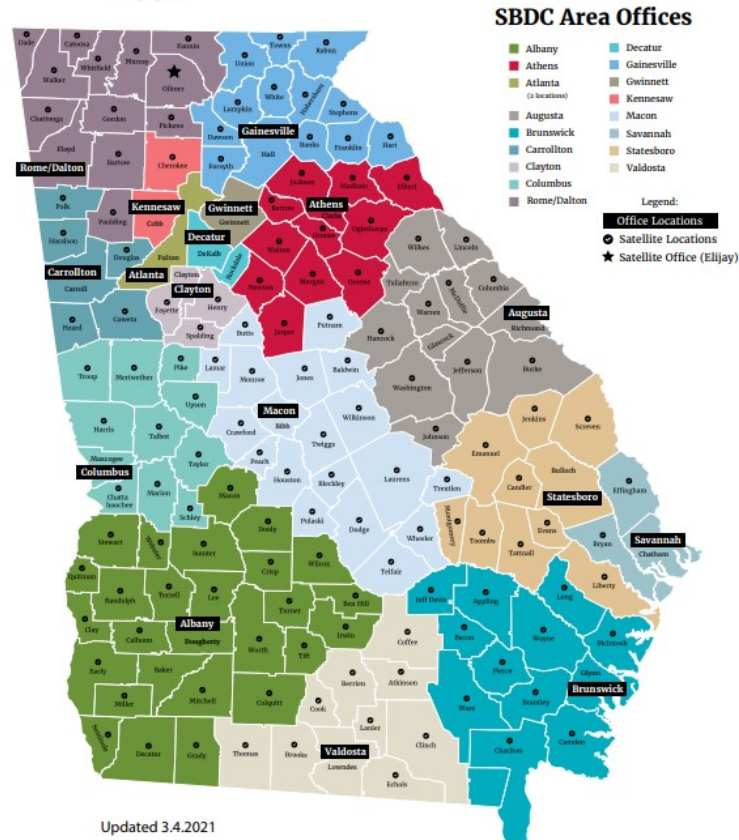 SBDC Area Offices
Albany
Athens
Atlanta
(2 locations)
Augusta
Brunswick
Carrollton
Clayton
Columbus
Rome/Dalton
Decatur
Gainesville
Gwinnett
Kennesaw
Macon
Savannah
Statesboro
Valdosta
Legend:
Office Locations
Satellite Locations
Satellite Office (Elijay)
Dade
Catoosa
Whitfield
Murray
Fannin
Walker
Gilmer
Chattooga
Gordon
Pickens
Floyd
Bartow
Rome/Dalton
Paulding
Towns
Rabun
Union
White
Habersham
Lumpkin
Stephens
Dawson
Gainesville
Banks
Franklin
Hart
Forsyth
Hall
Cherokee
Kennesaw
Cobb
Gwinnett
Gwinnett
Decatur
DeKalb
Rockdale
Atlanta
Fulton
Jackson
Madison
Elbert
Barrow
Athens
Clarke
Oconee
Oglethorpe
Walton
Newton
Morgan
Greene
Jasper
Polk
Haralson
Douglas
Carrollton
Carroll
Heard
Coweta
Clayton
Clayton
Fayette
Henry
Spalding
Wilkes
Lincoln
Taliaferro
Columbia
McDuffie
Warren
Augusta
Richmond
Hancock
Glascock
Jefferson
Burke
Washington
Johnson
Butts
Putnam
Lamar
Monroe
Jones
Baldwin
Macon
Bibb
Wilkinson
Crawford
Twiggs
Peach
Houston
Bleckley
Laurens
Treutlen
Pulaski
Dodge
Wheeler
Telfair
Troup
Meriwether
Pike
Upson
Harris
Talbot
Muscogee
Columbus
Taylor
Chatta
hoochee
Marion
Schley
Jenkins
Screven
Emanuel
Bulloch
Candler
Statesboro
Montgomery
Toombs
Evans
Tattnall
Liberty
Effingham
Bryan
Savannah
Chatham
Macon
Stewart
Webster
Sumter
Dooly
Crisp
Wilcox
Quitman
Randolph
Terrell
Lee
Turner
Ben Hill
Clay
Calhoun
Albany
Dougherty
Worth
Tift
Irwin
Early
Baker
Miller
Mitchell
Colquitt
Seminole
Decatur
Grady
Coffee
Berrien
Atkinson
Cook
Lanier
Clinch
Thomas
Brooks
Valdosta
Lowndes
Echols
Jeff Davis
Appling
Long
Bacon
Wayne
McIntosh
Pierce
Glynn
Brunswick
Ware
Brantley
Charlton
Camden
Updated 3.4.2021